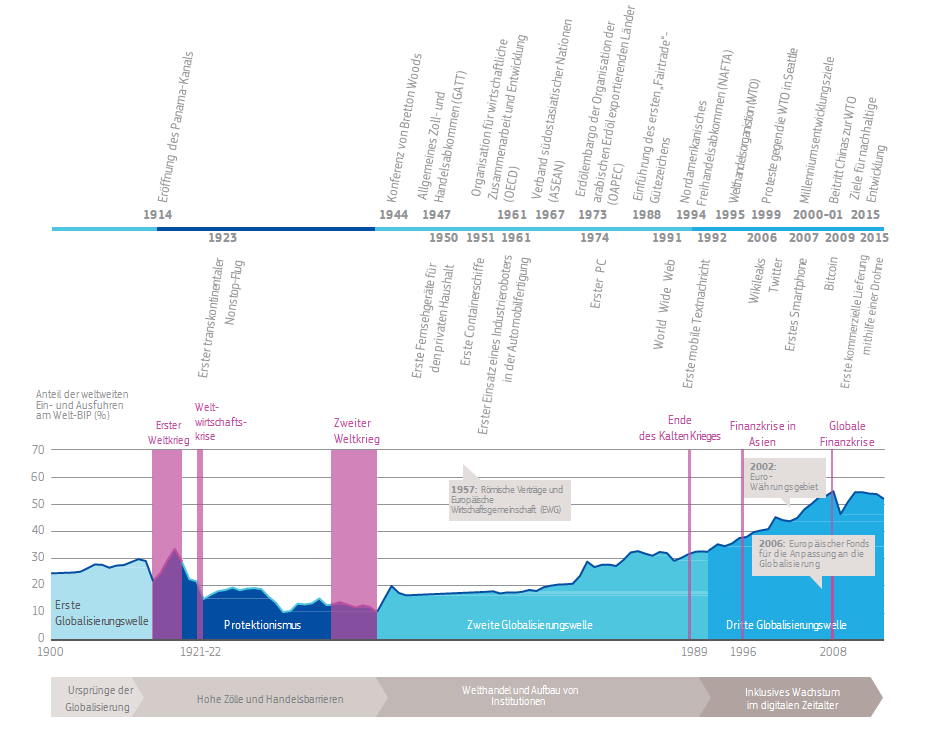 Eröffnung des Panama-Kanals
Konferenz von Bretton Woods
Allgemeines Zoll- und
Handelsabkommen (GATT)
Organisation für wirtschaftliche
Zusammenarbeit und Entwicklung
(OECD)
Verband südostasiatischer Nationen
(ASEAN)
Erdölembargo der Organisation der
arabischen Erdöl exportierenden Länder
(OAPEC)
Einführung des ersten „Fairtrade“-
Gütezeichens
Nordamerikanisches
Freihandelsabkommen (NAFTA)
Welthandelsorganistion (WTO)
Proteste gegen die WTO in Seattle
Millenniumsentwicklungsziele
Beitritt Chinas zur WTO
Ziele für nachhaltige
Entwicklung
1914 1944 1947 1961 1967 1973 1988 1994 1995 1999 2000-01 2015
1923 1950 1951 1961 1974 1991 1992 2006 2007 2009 2015
Erster transkontinentaler
Nonstop-Flug
Erste Fernsehgeräte für
den privaten Haushalt
Erste Containerschiffe
Erster Einsatz eines Industrieroboters
in der Automobilfertigung
Erster PC
World Wide Web
Erste mobile Textnachricht
Wikileaks
Twitter
Erstes Smartphone
Bitcoin
Erste kommerzielle Lieferung
mithilfe einer Drohne
Anteil der weltweiten
Ein- und Ausfuhren
am Welt-BIP (%)
Erster
Weltkrieg
Welt-
wirtschafts-
krise
Zweiter
Weltkrieg
Ende
des Kalten Krieges
Finanzkrise in
Asien
Globale
Finanzkrise
70
60
50
40
30
20
10
0
1957: Römische Verträge und
Europäische
Wirtschaftsgemeinschaft (EWG)
2002:
Euro-
Währungsgebiet
2006: Europäischer Fonds
für die Anpassung an die
Globalisierung
Erste
Globalisierungswelle
Protektionismus
Zweite Globalisierungswelle
Dritte Globalisierungswelle
1900 1921-22 1989 1996 2008
Ursprünge der
Globalisierung
Hohe Zölle und Handelsbarrieren
Welthandel und Aufbau von
Institutionen
Inklusives Wachstum
im digitalen Zeitalter